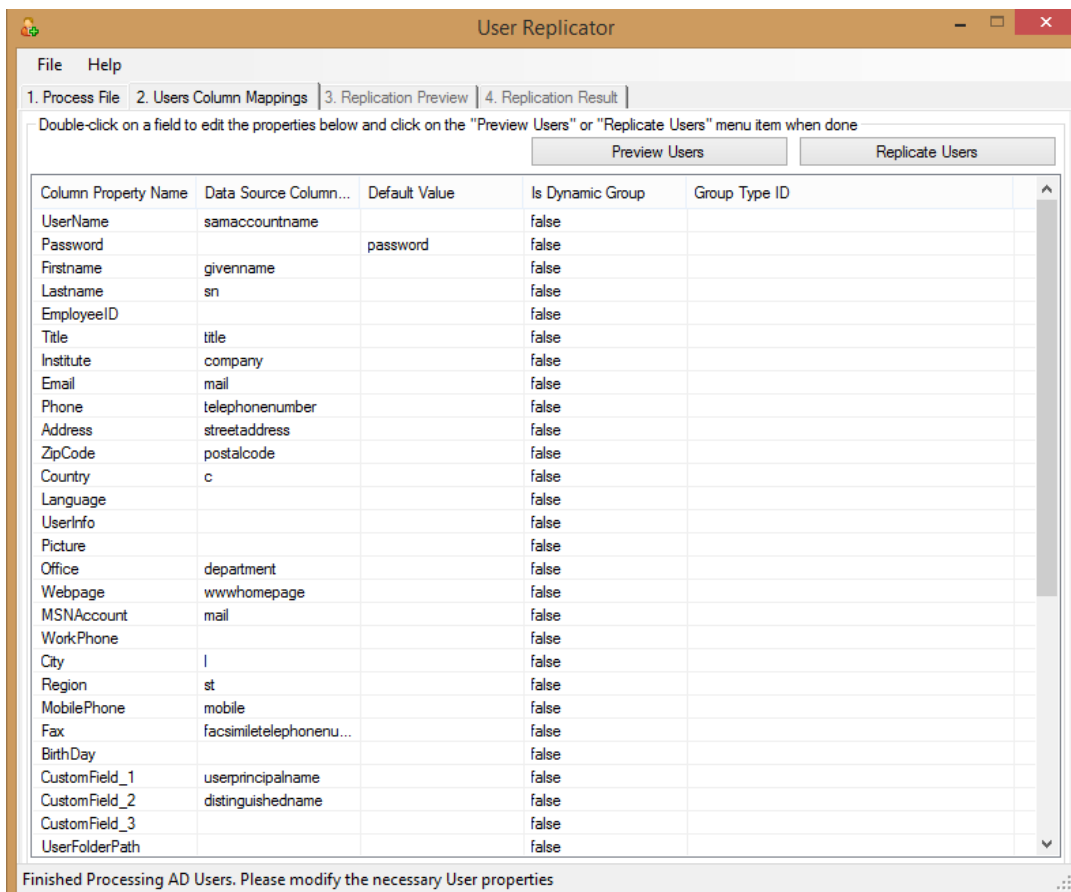 User Replicator
File Help
1. Process File 2. Users Column Mappings 3. Replication Preview 4. Replication Result
Double-click on a field to edit the properties below and click on the "Preview Users" or "Replicate Users" menu item when done
Preview Users Replicate Users
Column Property Name Data Source Column... Default Value Is Dynamic Group Group Type ID
UserName samaccountname false
Password password false
Firstname givenname false
Lastname sn false
EmployeeID false
Title title false
Institute company false
Email mail false
Phone telephonenumber false
Address streetaddress false
ZipCode postalcode false
Country c false
Language false
UserInfo false
Picture false
Office department false
Webpage wwwhomepage false
MSNAccount mail false
WorkPhone false
City l false
Region st false
MobilePhone mobile false
Fax facsimiletelephonenu... false
BirthDay false
CustomField_1 userprincipalname false
CustomField_2 distinguishedname false
CustomField_3 false
UserFolderPath false
Finished Processing AD Users. Please modify the necessary User properties